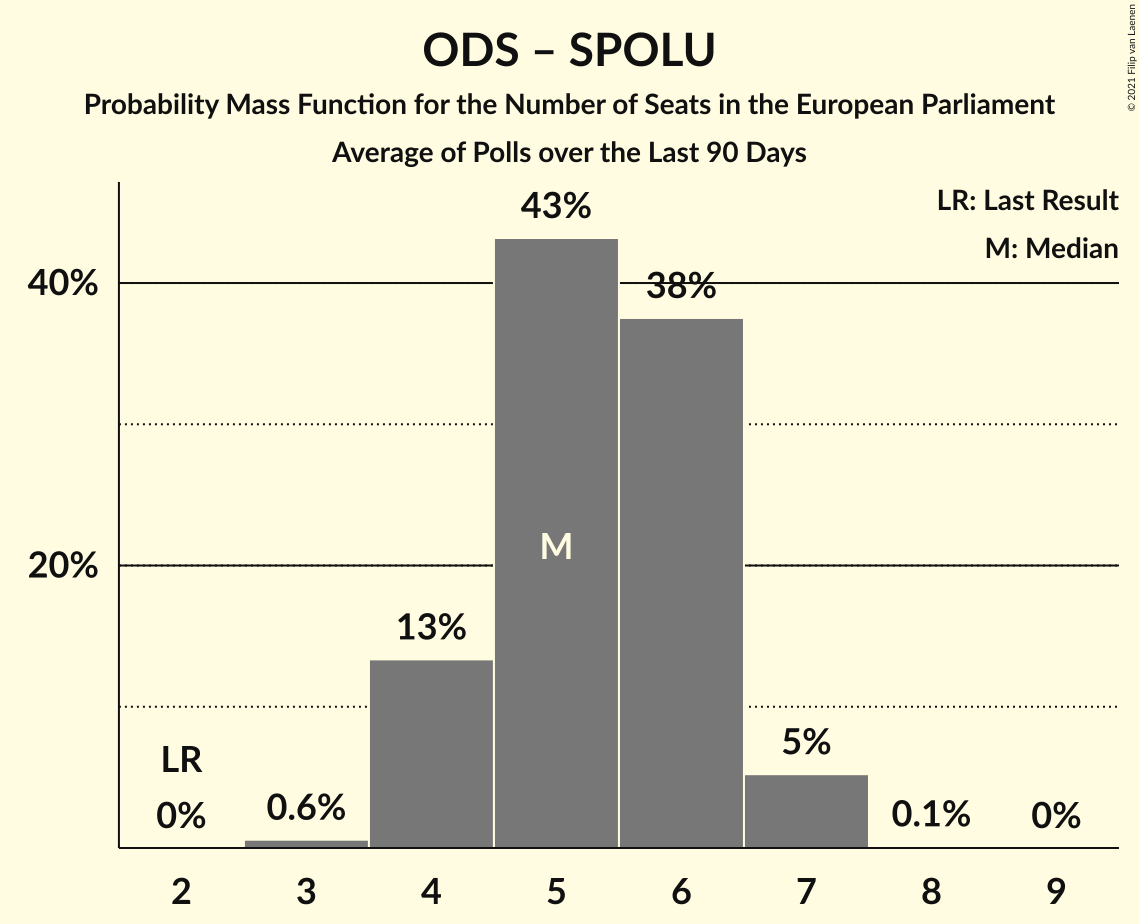 ODS – SPOLU
Probability Mass Function for the Number of Seats in the European Parliament
Average of Polls over the Last 90 Days
© 2021 Filip van Laenen
LR: Last Result
M: Median
43%
40%
38%
M
20%
13%
5%
LR
0%
0.6%
0.1%
0%
2 3 4 5 6 7 8 9